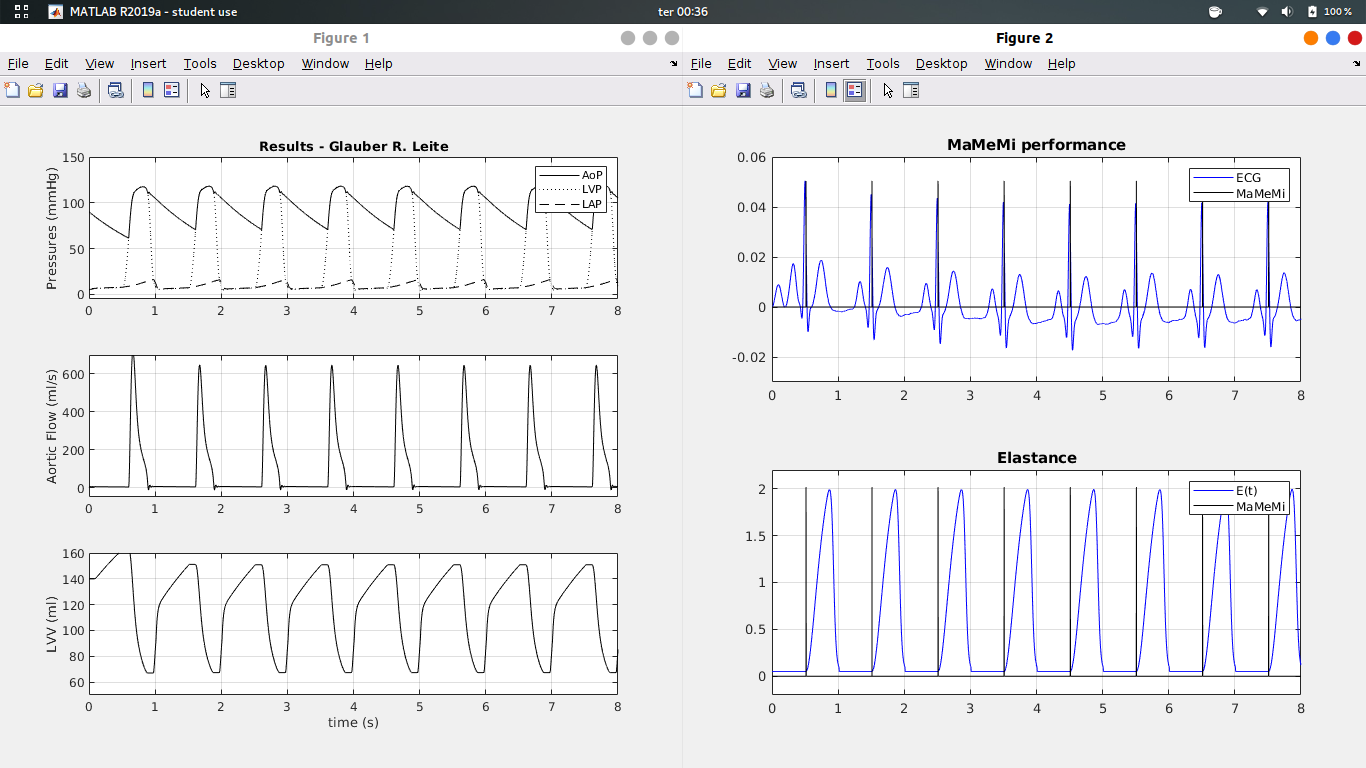 MATLAB R2019a - student use
ter 00:36
100 %
Figure 1
File Edit View Insert Tools Desktop Window Help
Results - Glauber R. Leite
Pressures (mmHg)
150
100
50
0
AoP
LVP
LAP
0 1 2 3 4 5 6 7 8
Aortic Flow (ml/s)
600
400
200
0
0 1 2 3 4 5 6 7 8
LVV (ml)
160
140
120
100
80
60
0 1 2 3 4 5 6 7 8
time (s)
Figure 2
File Edit View Insert Tools Desktop Window Help
MaMeMi performance
0.06
0.04
0.02
0
-0.02
ECG
MaMeMi
0 1 2 3 4 5 6 7 8
Elastance
2
1.5
1
0.5
0
E(t)
MaMeMi
0 1 2 3 4 5 6 7 8